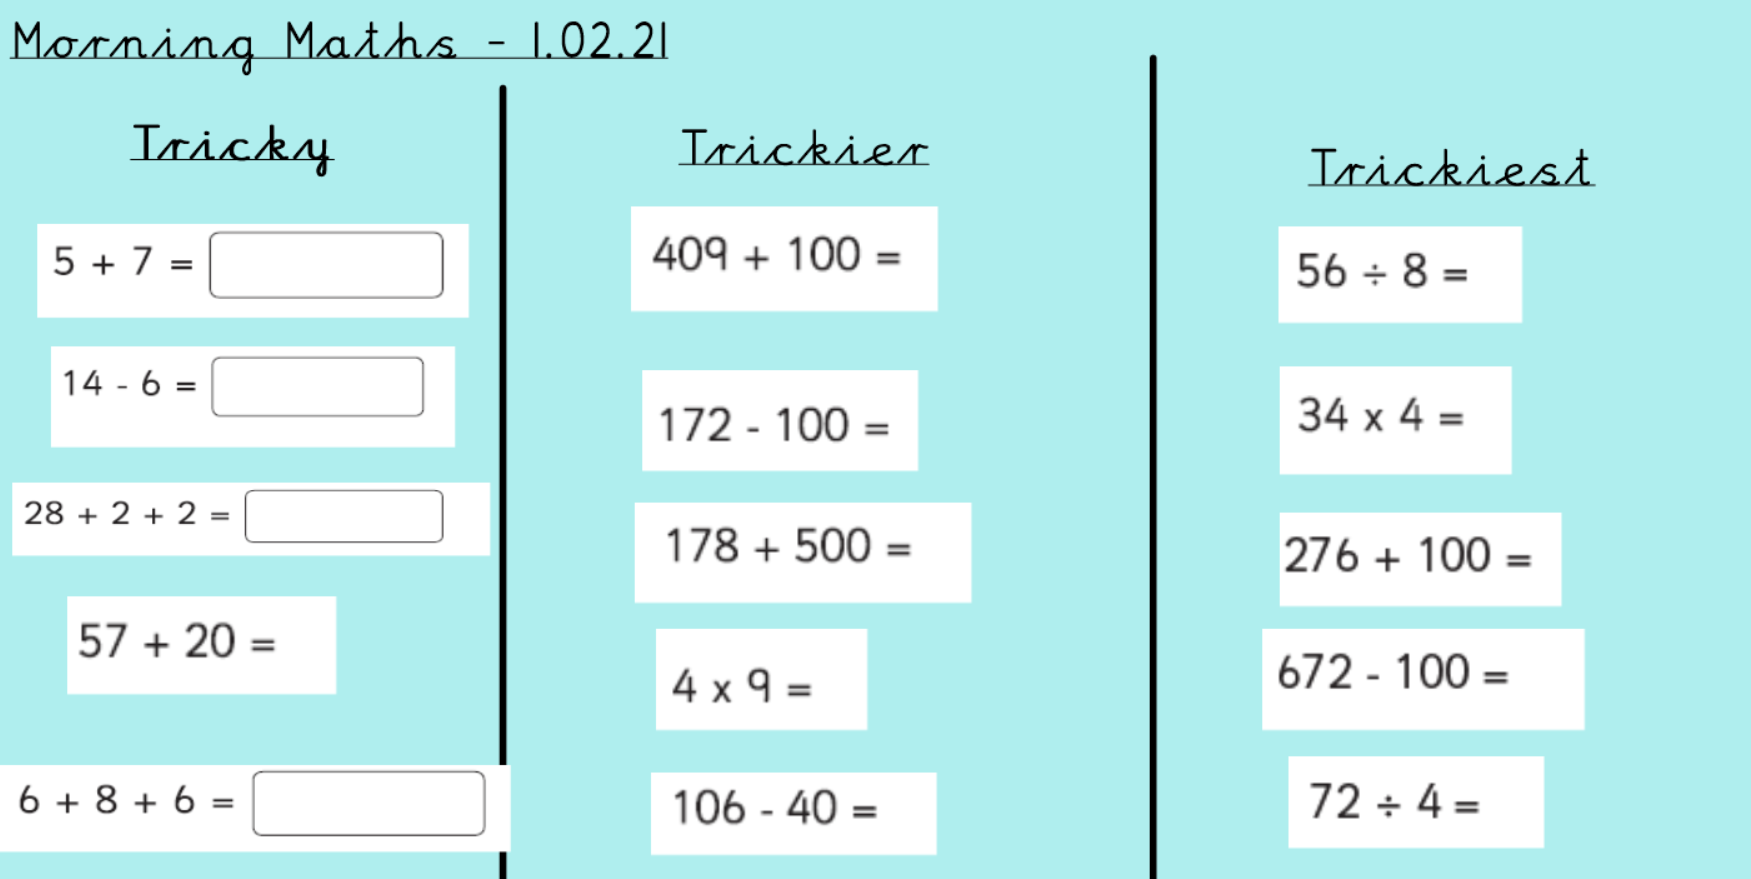 Morning Maths - 1.02.21
Tricky
5 + 7 =
14 - 6 =
28 + 2 + 2 =
57 + 20 =
6 + 8 + 6 =
Trickier
409 + 100 =
172 - 100 =
178 + 500 =
4 x 9 =
106 - 40 =
Trickiest
56 ÷ 8 =
34 x 4 =
276 + 100 =
672 - 100 =
72 ÷ 4 =